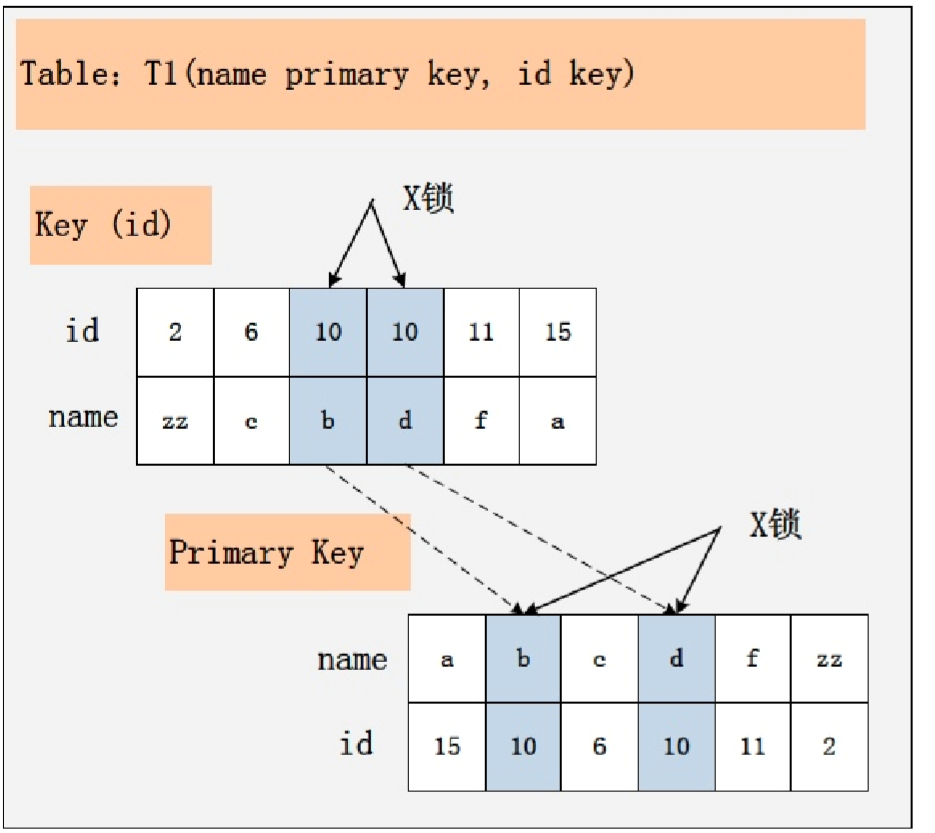 Table: T1(name primary key, id key)
X锁
Key (id)
id 2 6 10 10 11 15
name zz c b d f a
X锁
Primary Key
name a b c d f zz
id 15 10 6 10 11 2